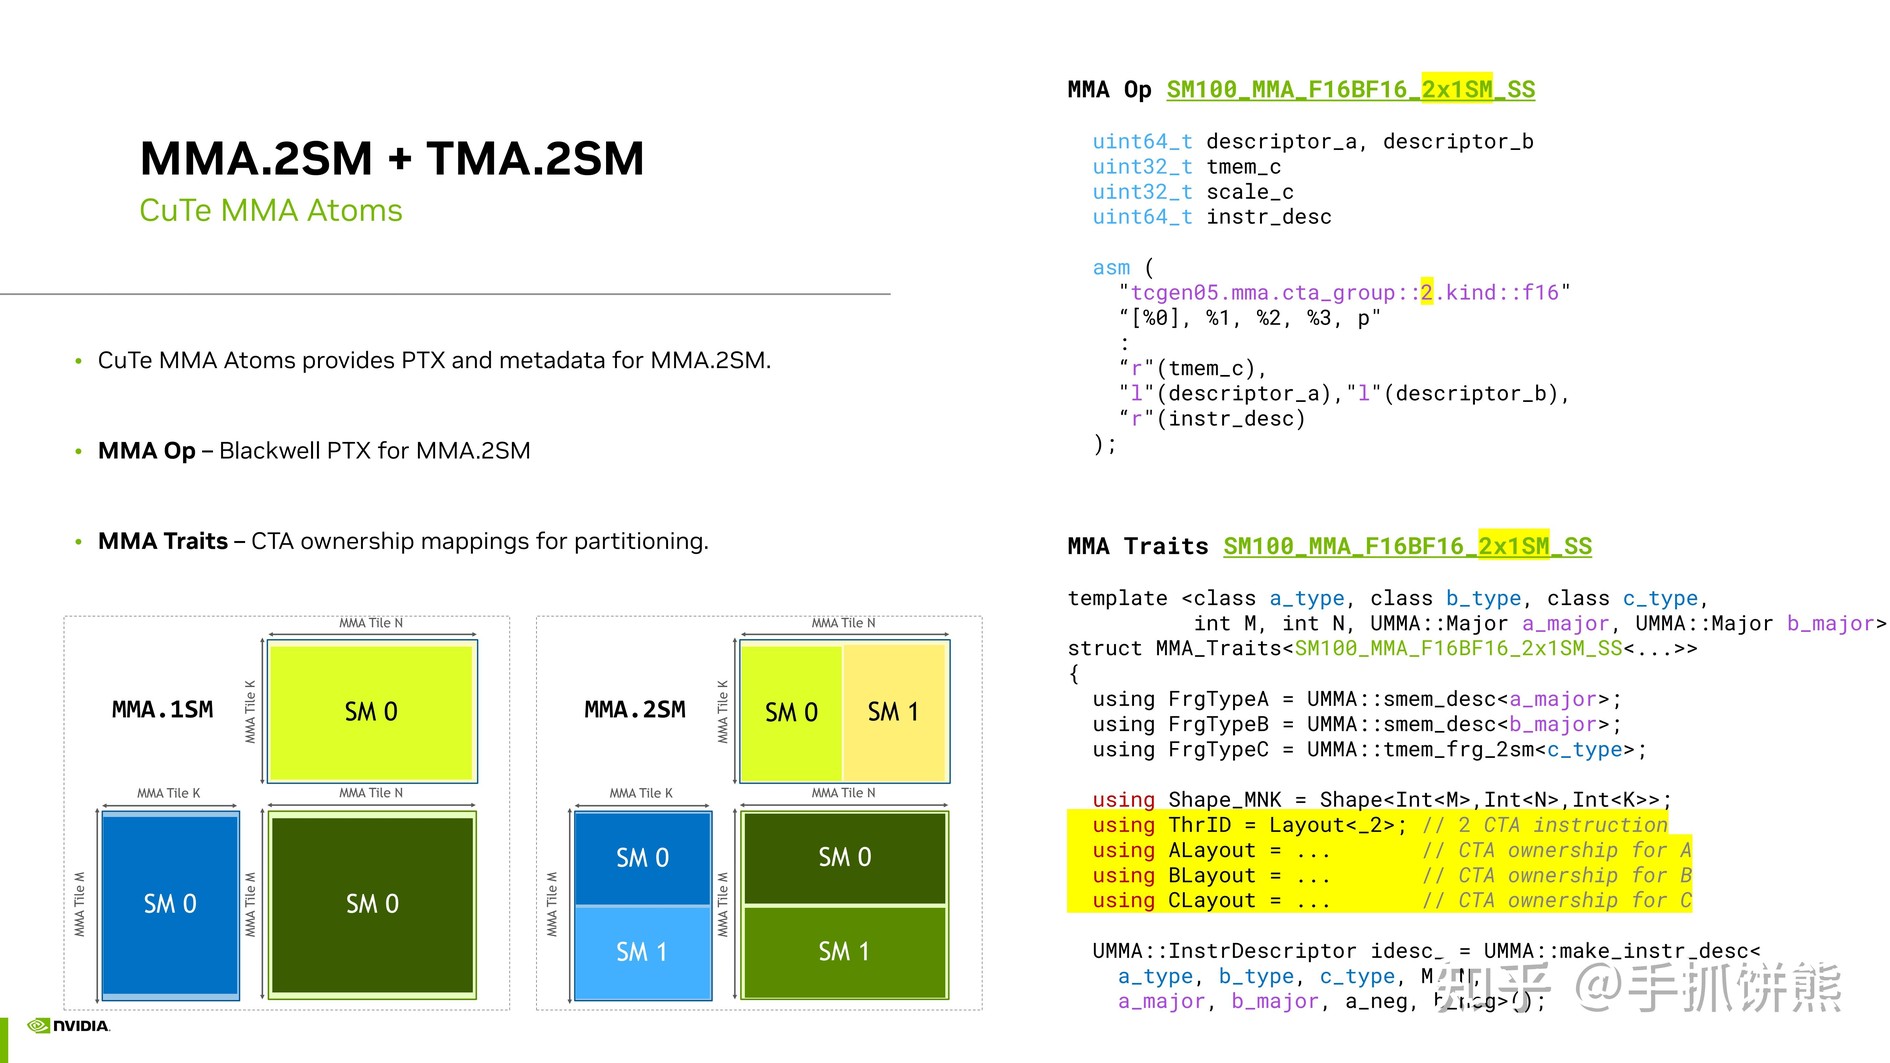 MMA.2SM + TMA.2SM
CuTe MMA Atoms
• CuTe MMA Atoms provides PTX and metadata for MMA.2SM.
• MMA Op – Blackwell PTX for MMA.2SM
• MMA Traits – CTA ownership mappings for partitioning.
MMA.1SM
MMA Tile N
MMA Tile K
SM 0
MMA Tile K
MMA Tile M
SM 0
MMA Tile N
MMA Tile M
SM 0
MMA.2SM
MMA Tile N
MMA Tile K
SM 0
SM 1
MMA Tile K
MMA Tile M
SM 0
SM 1
MMA Tile N
MMA Tile M
SM 0
SM 1
NVIDIA.
MMA Op SM100_MMA_F16BF16_2x1SM_SS
uint64_t descriptor_a, descriptor_b
uint32_t tmem_c
uint32_t scale_c
uint64_t instr_desc
asm (
"tcgen05.mma.cta_group::2.kind::f16"
“[%0], %1, %2, %3, p"
:
“r"(tmem_c),
"l"(descriptor_a),"l"(descriptor_b),
“r"(instr_desc)
);
MMA Traits SM100_MMA_F16BF16_2x1SM_SS
template <class a_type, class b_type, class c_type,
int M, int N, UMMA::Major a_major, UMMA::Major b_major>
struct MMA_Traits<SM100_MMA_F16BF16_2x1SM_SS<...>>
{
using FrgTypeA = UMMA::smem_desc<a_major>;
using FrgTypeB = UMMA::smem_desc<b_major>;
using FrgTypeC = UMMA::tmem_frg_2sm<c_type>;
using Shape_MNK = Shape<Int<M>,Int<N>,Int<K>>;
using ThrID = Layout<_2>; // 2 CTA instruction
using ALayout = ... // CTA ownership for A
using BLayout = ... // CTA ownership for B
using CLayout = ... // CTA ownership for C
UMMA::InstrDescriptor idesc_ = UMMA::make_instr_desc<
a_type, b_type, c_type, M, N,
a_major, b_major, a_neg, b_neg>();
知乎 @手抓饼熊